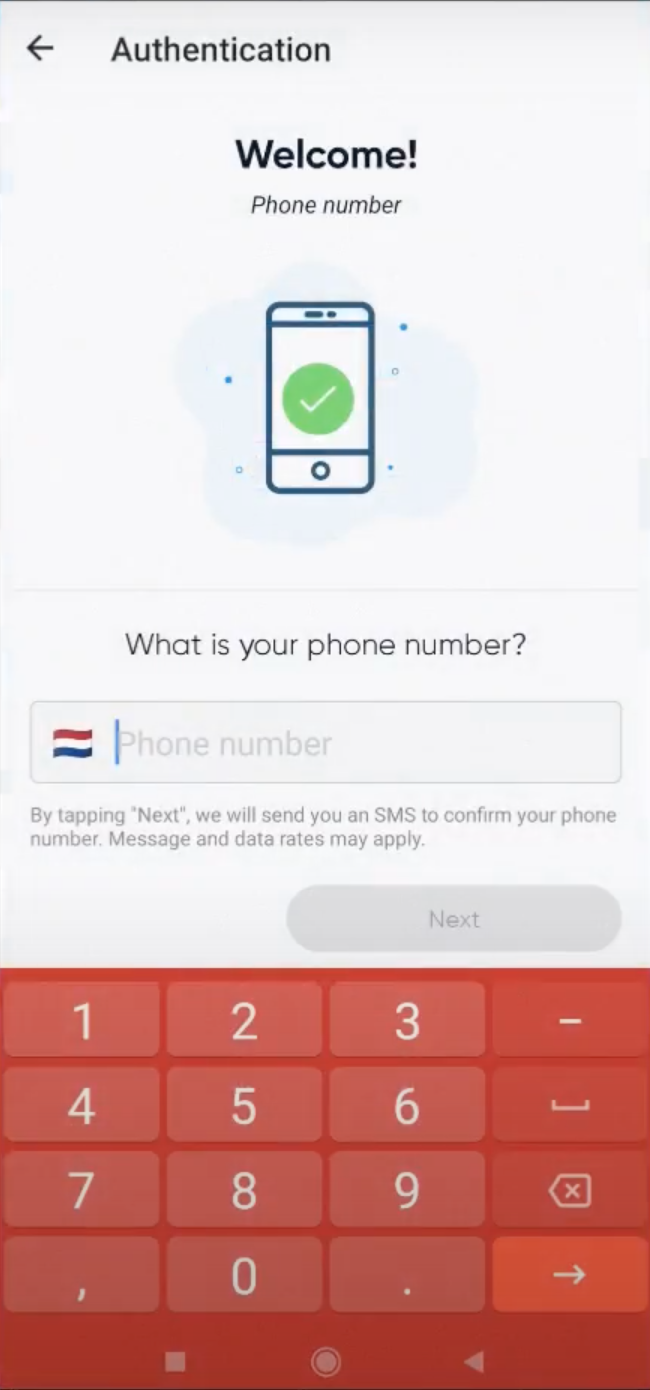 Authentication
Welcome!
Phone number
What is your phone number?
Phone number
By tapping "Next", we will send you an SMS to confirm your phone
number. Message and data rates may apply.
Next
1 2 3 -
4 5 6
7 8 9
, 0 .